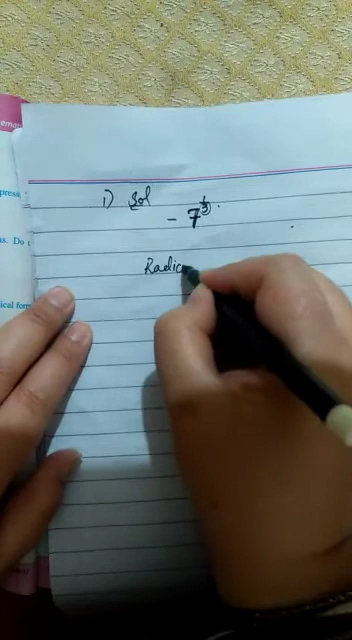 1) Sol
- 7^{1/3}.
Radic